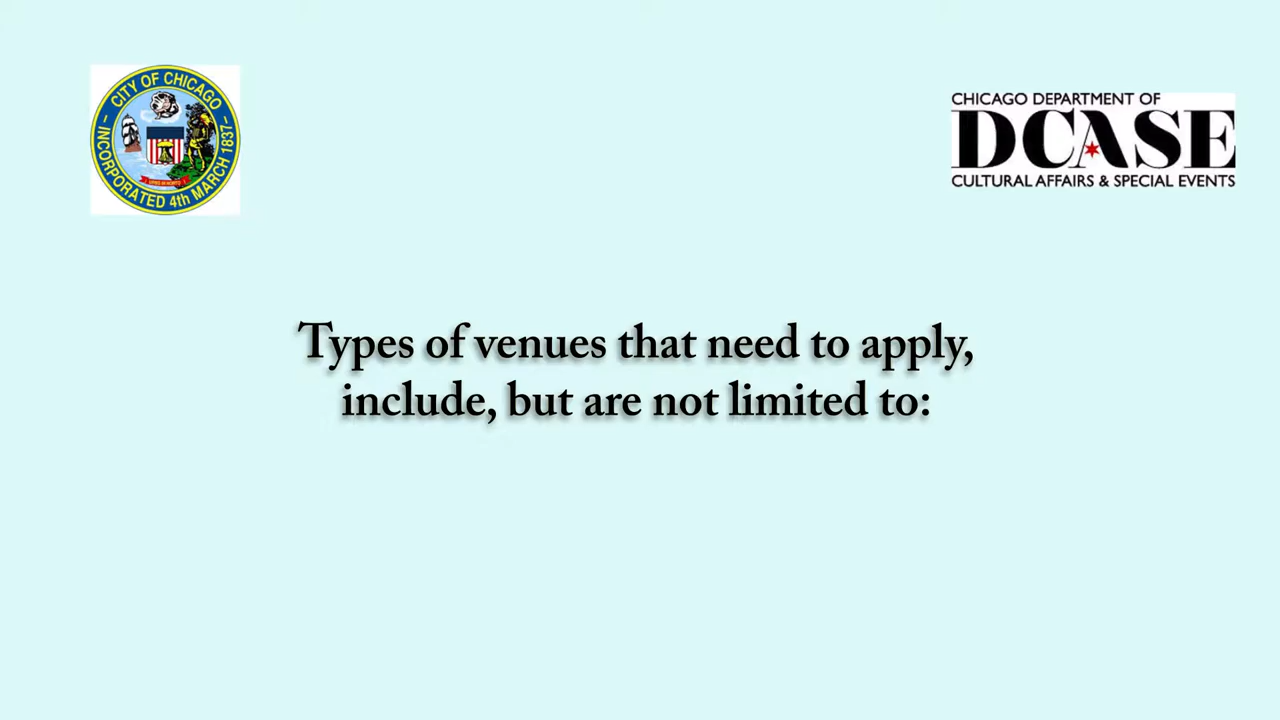 CITY OF CHICAGO
INCORPORATED 4th MARCH 1837
CHICAGO DEPARTMENT OF
DCASE
CULTURAL AFFAIRS & SPECIAL EVENTS
Types of venues that need to apply,
include, but are not limited to: